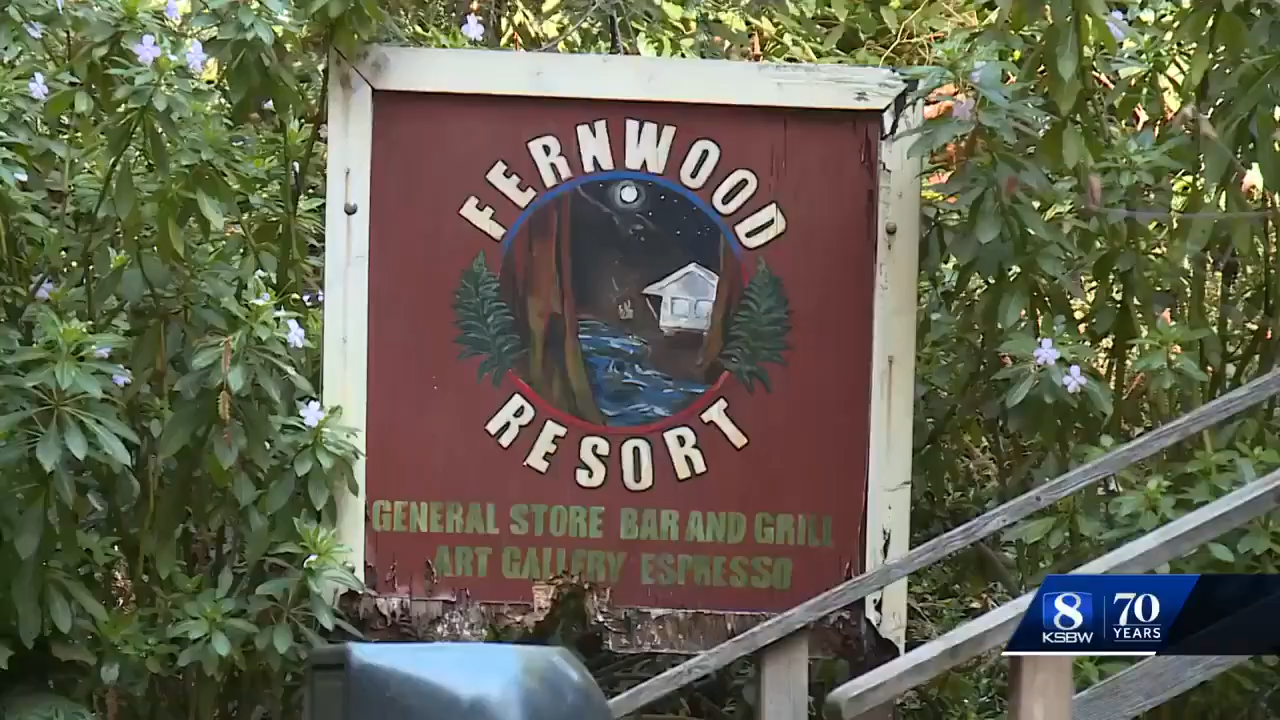 FERNWOOD
RESORT
GENERAL STORE BAR AND GRILL
ART GALLERY ESPRESSO
8 70
KSBW YEARS